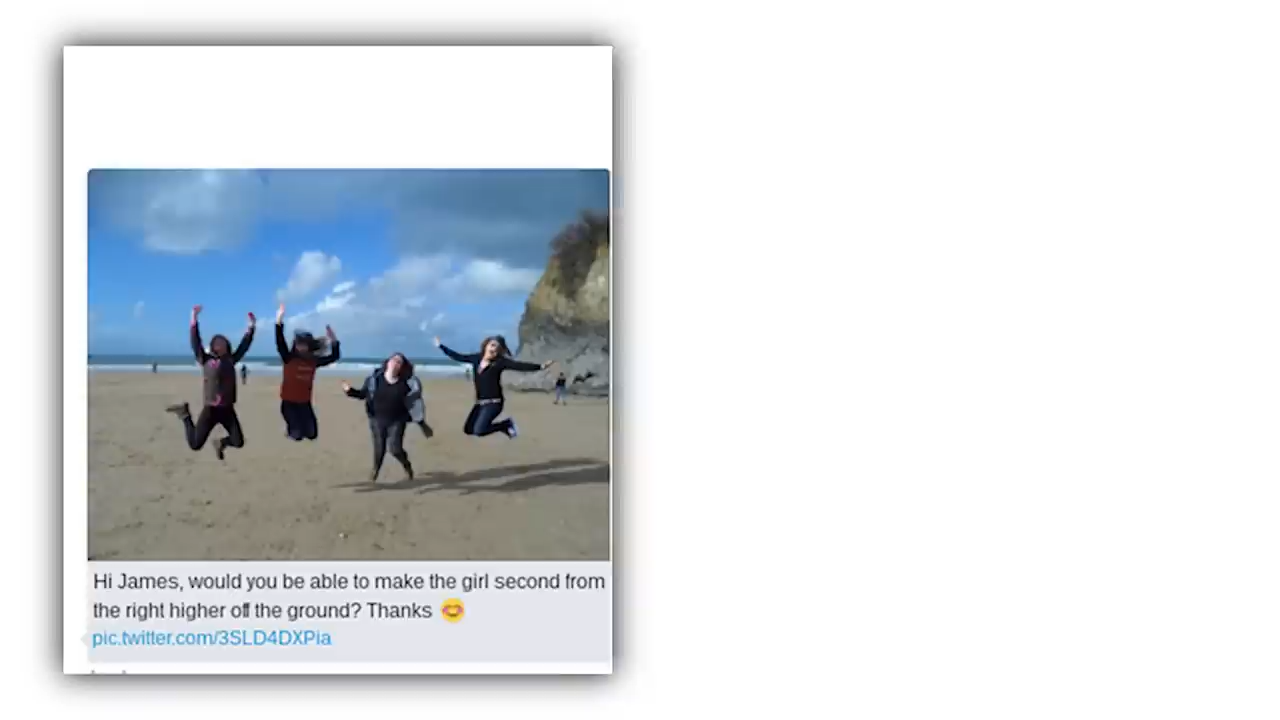 Hi James, would you be able to make the girl second from
the right higher off the ground? Thanks 😊
pic.twitter.com/3SLD4DXPia